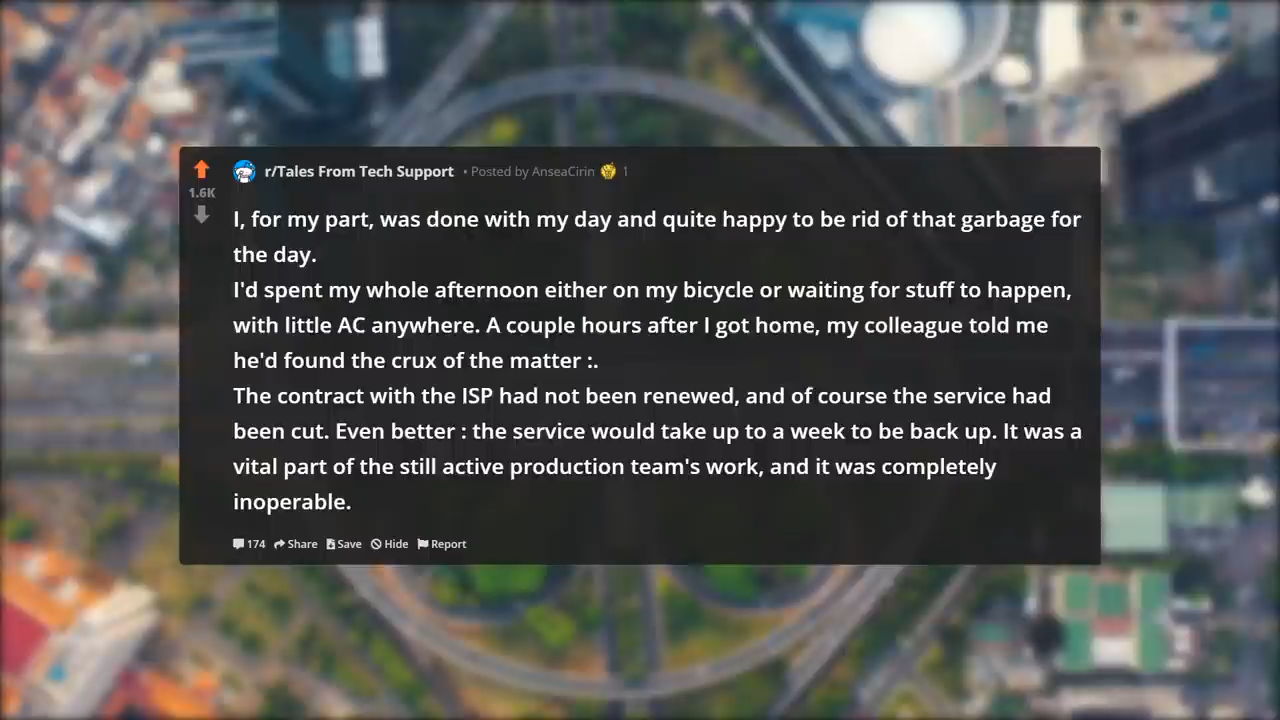 r/Tales From Tech Support • Posted by AnseaCirin 1
1.6K
I, for my part, was done with my day and quite happy to be rid of that garbage for
the day.
I'd spent my whole afternoon either on my bicycle or waiting for stuff to happen,
with little AC anywhere. A couple hours after I got home, my colleague told me
he'd found the crux of the matter :.
The contract with the ISP had not been renewed, and of course the service had
been cut. Even better : the service would take up to a week to be back up. It was a
vital part of the still active production team's work, and it was completely
inoperable.
174 Share Save Hide Report